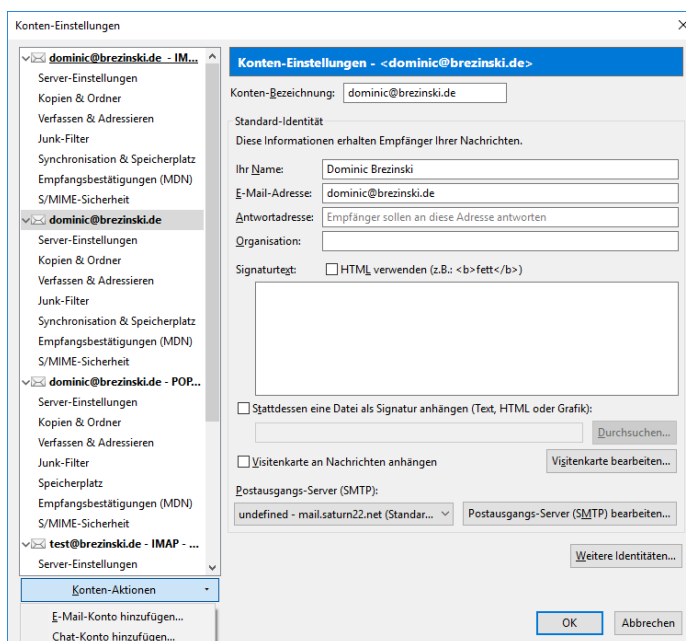 Konten-Einstellungen
dominic@brezinski.de - IM...
Server-Einstellungen
Kopien & Ordner
Verfassen & Adressieren
Junk-Filter
Synchronisation & Speicherplatz
Empfangsbestätigungen (MDN)
S/MIME-Sicherheit
dominic@brezinski.de
Server-Einstellungen
Kopien & Ordner
Verfassen & Adressieren
Junk-Filter
Synchronisation & Speicherplatz
Empfangsbestätigungen (MDN)
S/MIME-Sicherheit
dominic@brezinski.de - POP...
Server-Einstellungen
Kopien & Ordner
Verfassen & Adressieren
Junk-Filter
Speicherplatz
Empfangsbestätigungen (MDN)
S/MIME-Sicherheit
test@brezinski.de - IMAP - ...
Server-Einstellungen
Konten-Aktionen
E-Mail-Konto hinzufügen...
Chat-Konto hinzufügen...
Konten-Einstellungen - <dominic@brezinski.de>
Konten-Bezeichnung: dominic@brezinski.de
Standard-Identität
Diese Informationen erhalten Empfänger Ihrer Nachrichten.
Ihr Name: Dominic Brezinski
E-Mail-Adresse: dominic@brezinski.de
Antwortadresse: Empfänger sollen an diese Adresse antworten
Organisation:
Signaturtext: HTML verwenden (z.B.: <b>fett</b>)
Stattdessen eine Datei als Signatur anhängen (Text, HTML oder Grafik):
Durchsuchen...
Visitenkarte an Nachrichten anhängen Visitenkarte bearbeiten...
Postausgangs-Server (SMTP):
undefined - mail.saturn22.net (Standar... Postausgangs-Server (SMTP) bearbeiten...
Weitere Identitäten...
OK Abbrechen